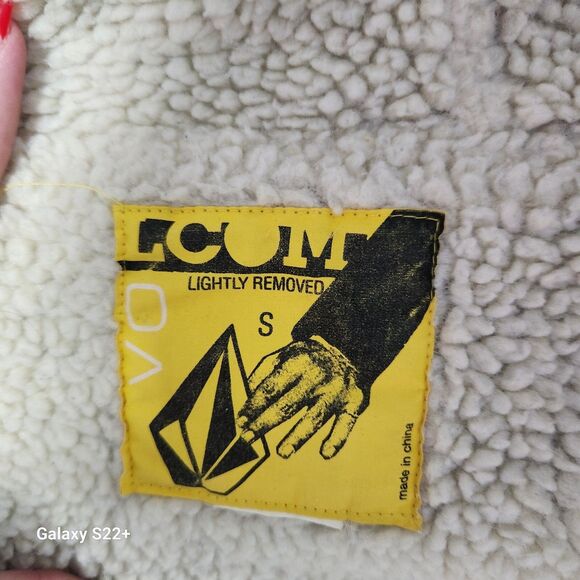 VO
LCOM
LIGHTLY REMOVED
S
made in china
Galaxy S22+